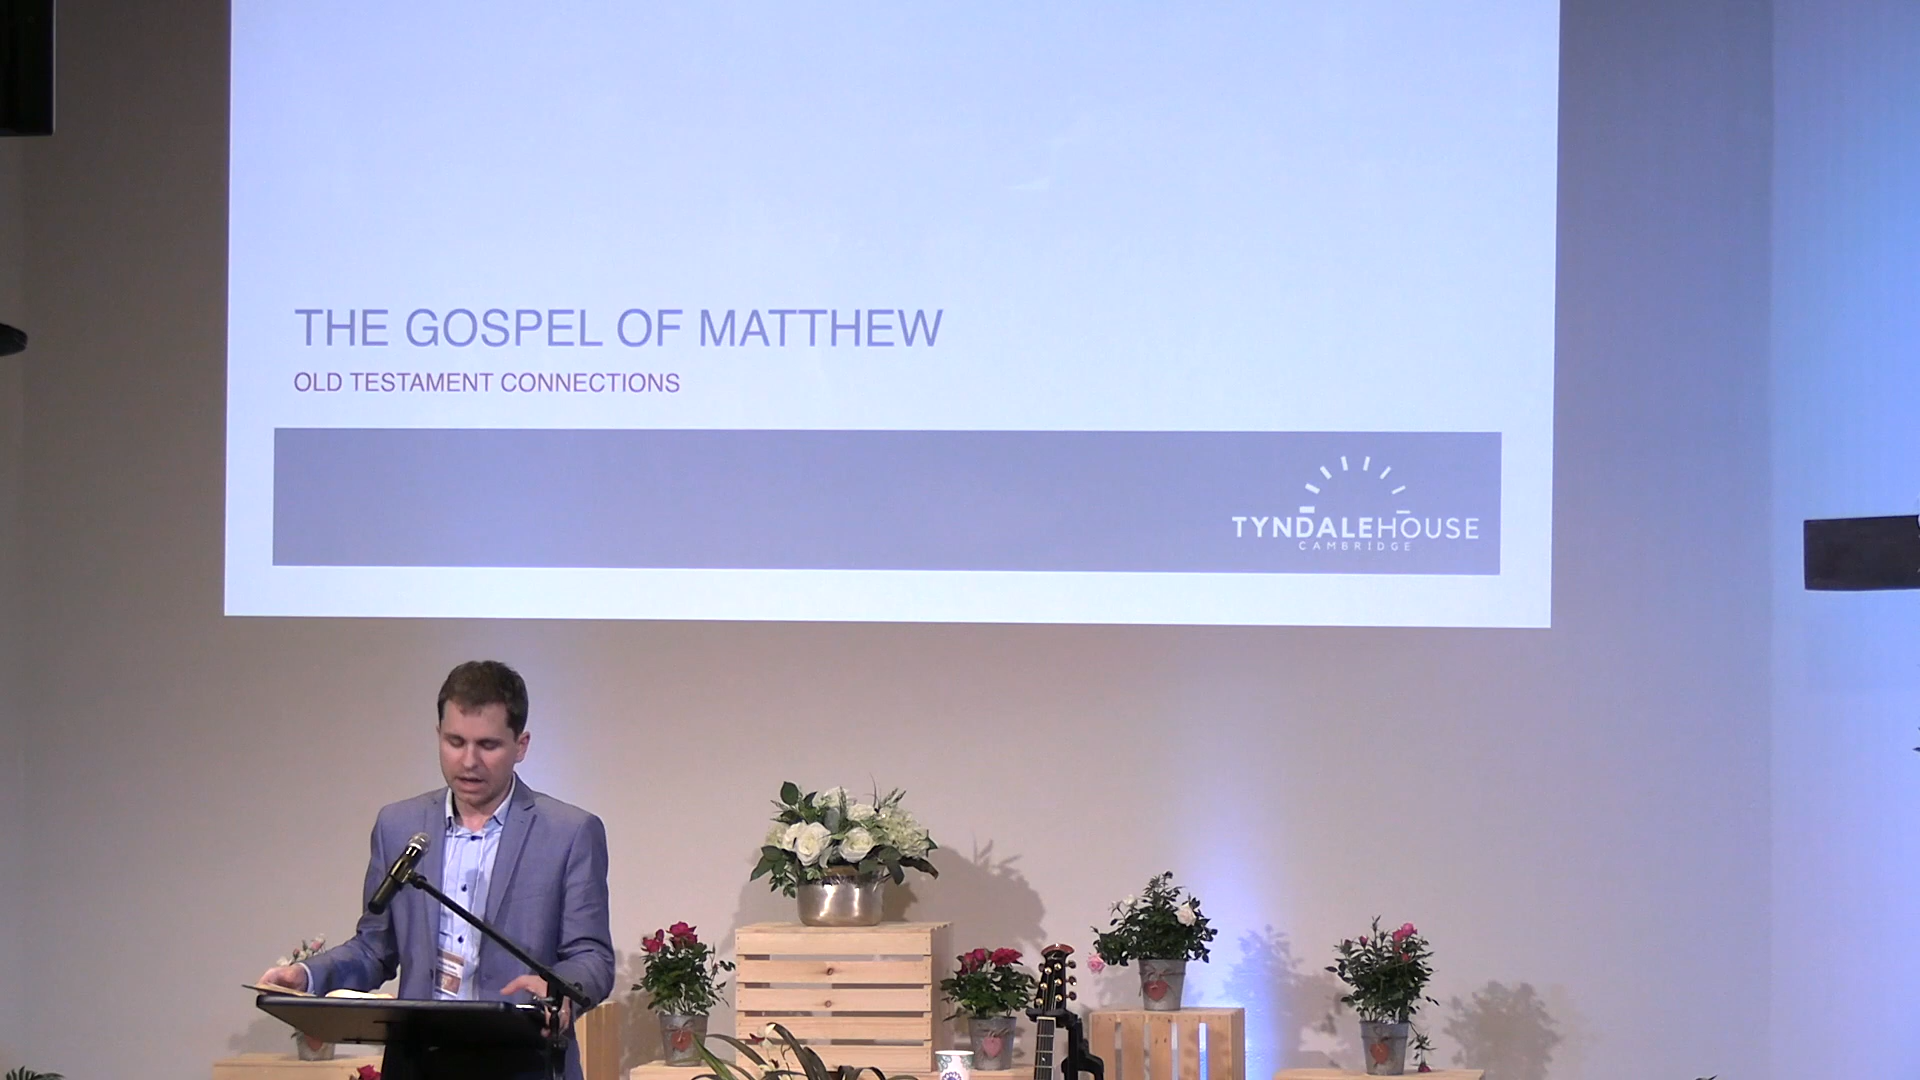 THE GOSPEL OF MATTHEW
OLD TESTAMENT CONNECTIONS
TYNDALEHOUSE
CAMBRIDGE